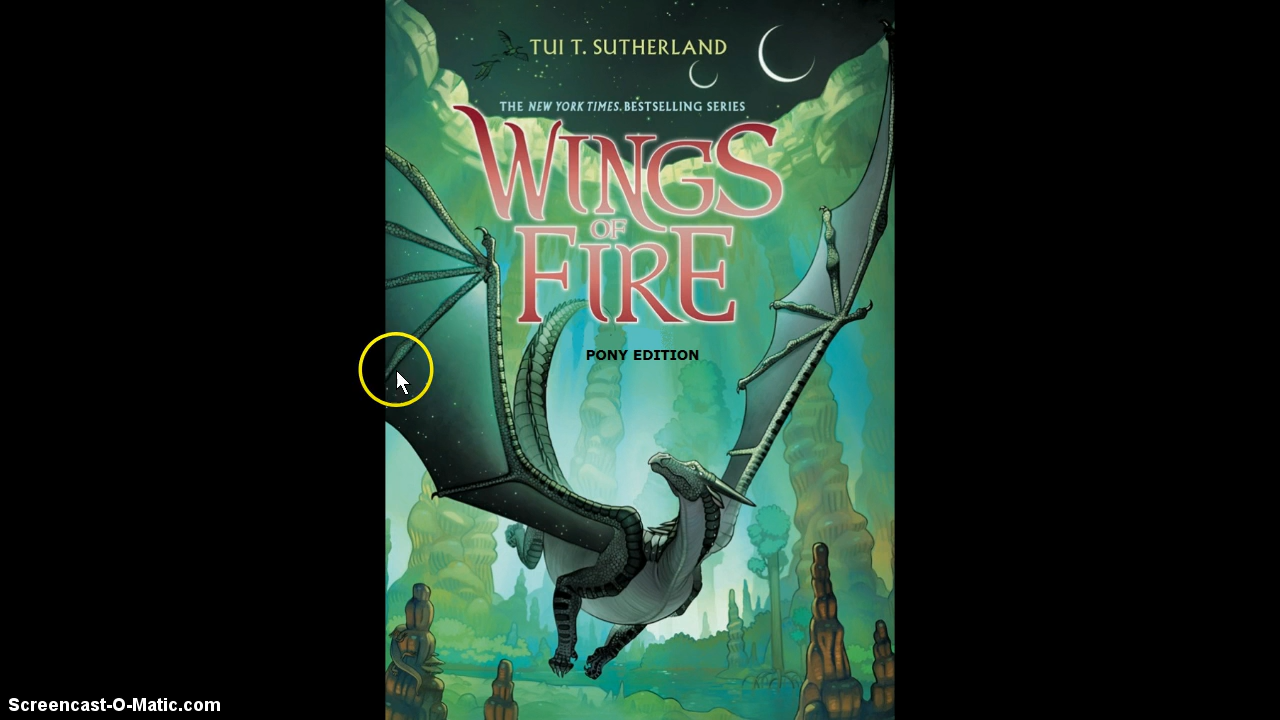 TUI T. SUTHERLAND
THE NEW YORK TIMES BESTSELLING SERIES
WINGS
OF
FIRE
PONY EDITION
Screencast-O-Matic.com